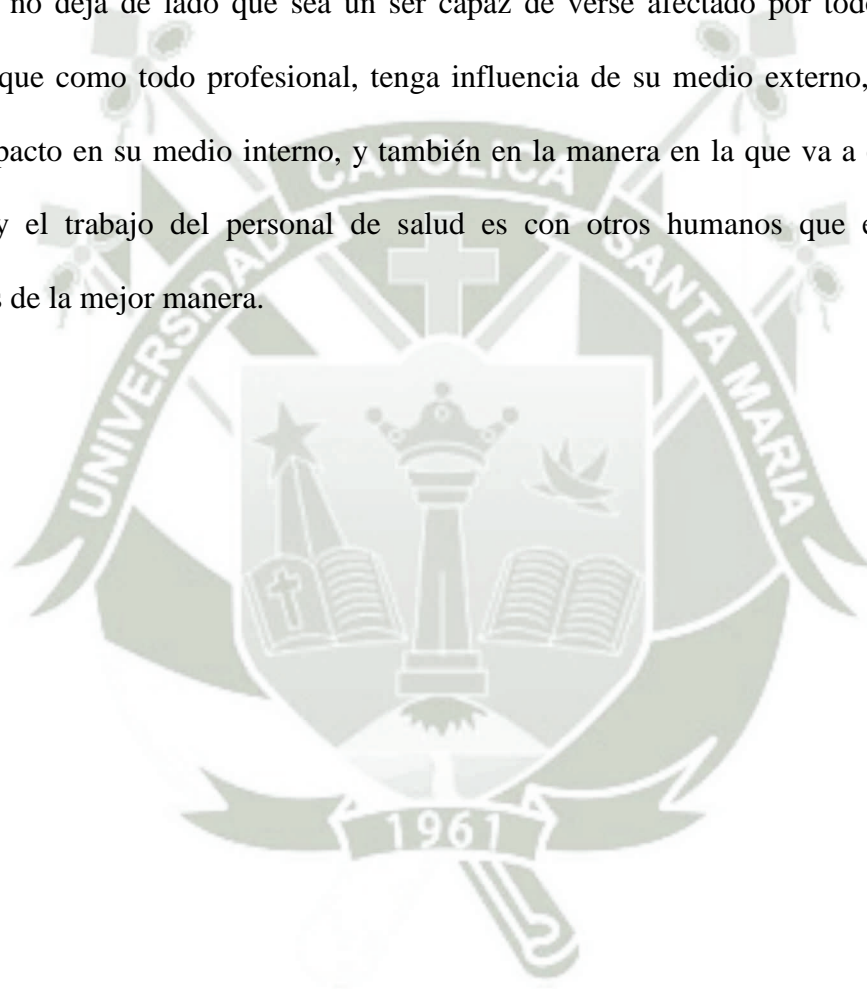 no deja de lado que sea un ser capaz de verse afectado por todo
que como todo profesional, tenga influencia de su medio externo,
pacto en su medio interno, y también en la manera en la que va a
y el trabajo del personal de salud es con otros humanos que
s de la mejor manera.
UNIVERSIDAD CATOLICA SANTA MARIA
1961